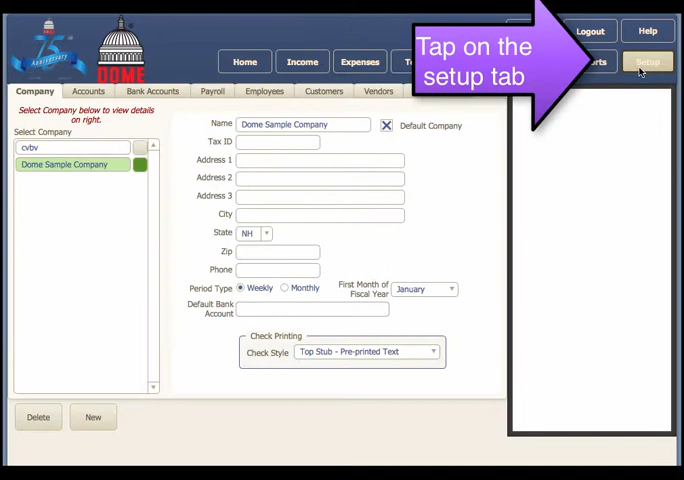 75
Anniversary
DOME
Logout
Help
Home
Income
Expenses
Setup
Tap on the
setup tab
Company
Accounts
Bank Accounts
Payroll
Employees
Customers
Vendors
Select Company below to view details
on right.
Select Company
cvbv
Dome Sample Company
Name
Dome Sample Company
Default Company
Tax ID
Address 1
Address 2
Address 3
City
State
NH
Zip
Phone
Period Type
Weekly
Monthly
First Month of
Fiscal Year
January
Default Bank
Account
Check Printing
Check Style
Top Stub - Pre-printed Text
Delete
New